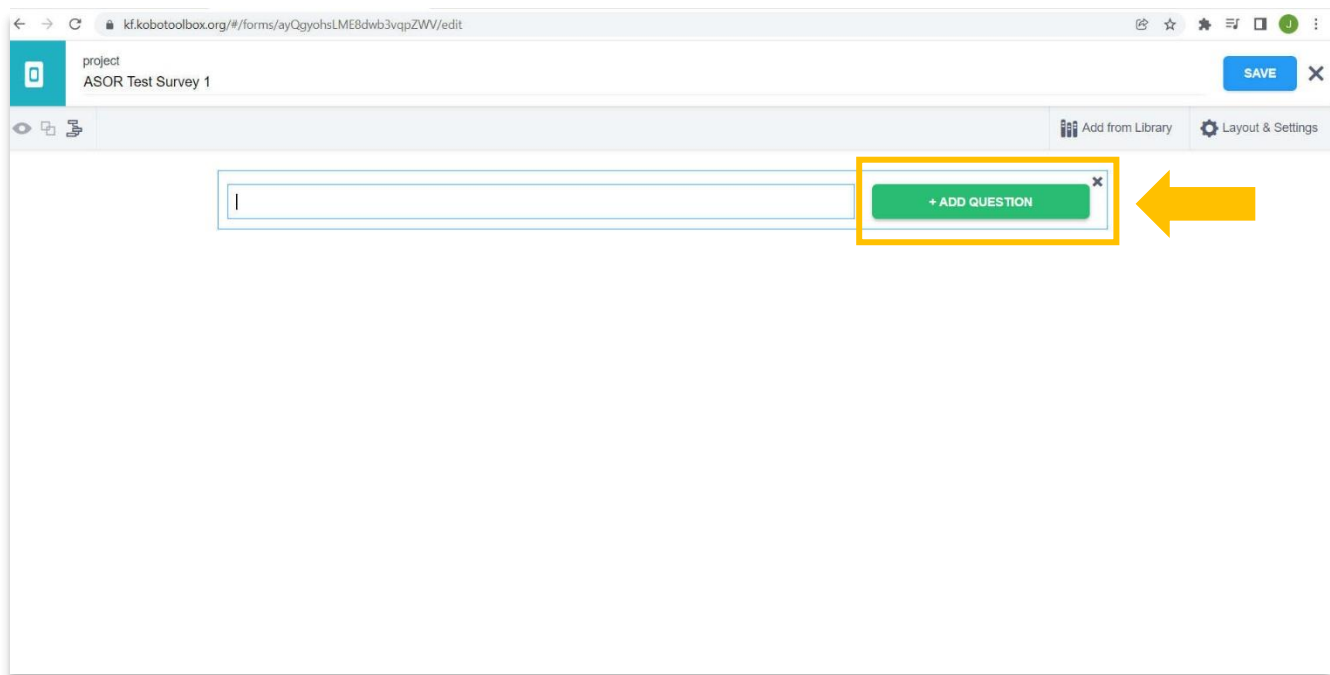 kf.kobotoolbox.org/#/forms/ayQgyohsLME8dwb3vqpZWV/edit
J
project
ASOR Test Survey 1
SAVE
Add from Library
Layout & Settings
+ ADD QUESTION